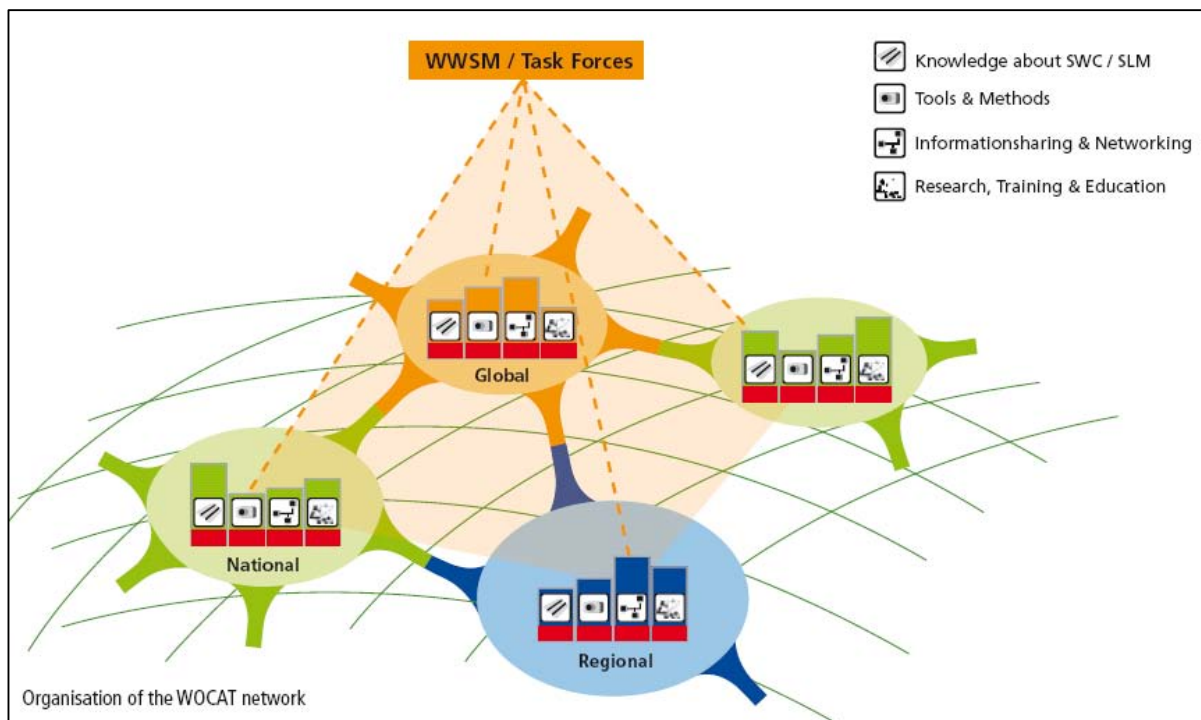 WWSM / Task Forces
Knowledge about SWC / SLM
Tools & Methods
Informationsharing & Networking
Research, Training & Education
Global
National
Regional
Organisation of the WOCAT network